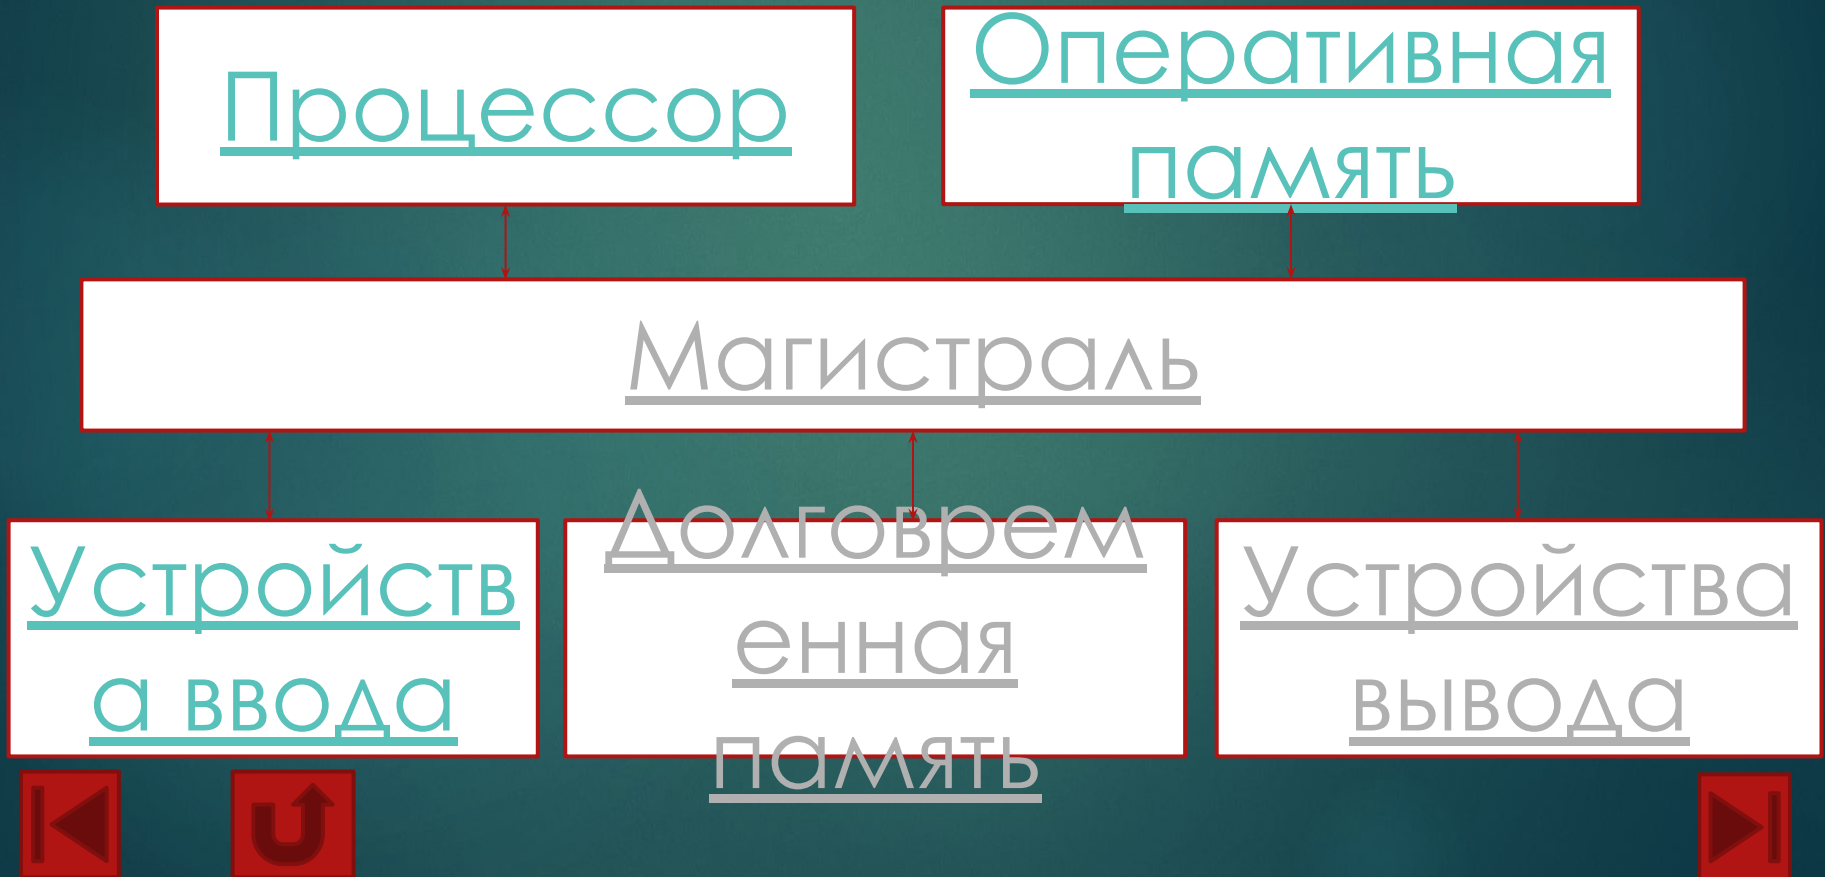 Процессор
Оперативная
память
Магистраль
Устройств
а ввода
Долговрем
енная
память
Устройства
вывода